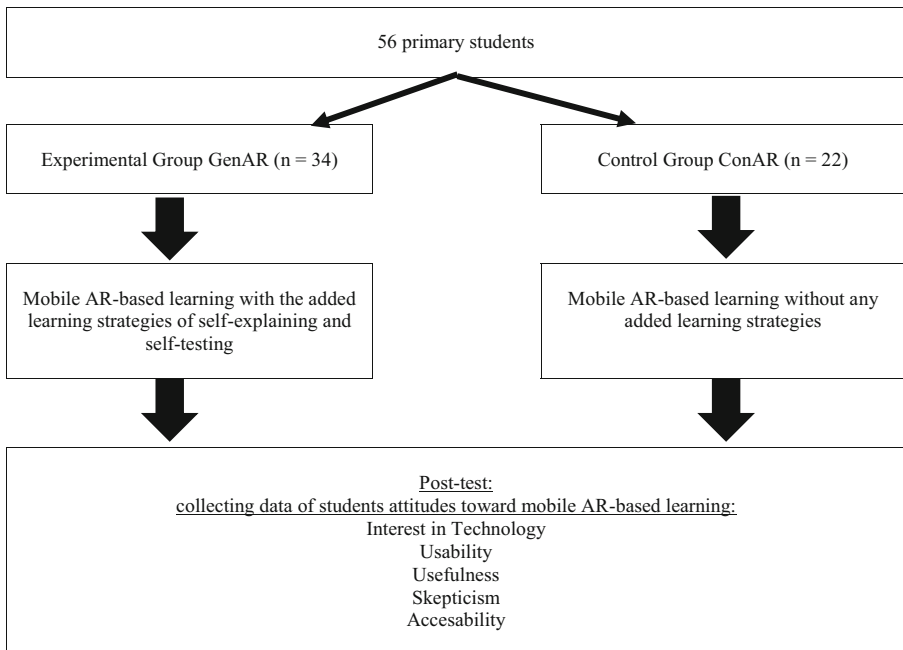 56 primary students
Experimental Group GenAR (n = 34)
Control Group ConAR (n = 22)
Mobile AR-based learning with the added
learning strategies of self-explaining and
self-testing
Mobile AR-based learning without any
added learning strategies
Post-test:
collecting data of students attitudes toward mobile AR-based learning:
Interest in Technology
Usability
Usefulness
Skepticism
Accesability